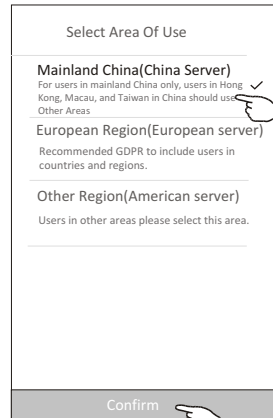 Select Area Of Use
Mainland China(China Server)
For users in mainland China only, users in Hong
Kong, Macau, and Taiwan in China should use
Other Areas
European Region(European server)
Recommended GDPR to include users in
countries and regions.
Other Region(American server)
Users in other areas please select this area.
Confirm